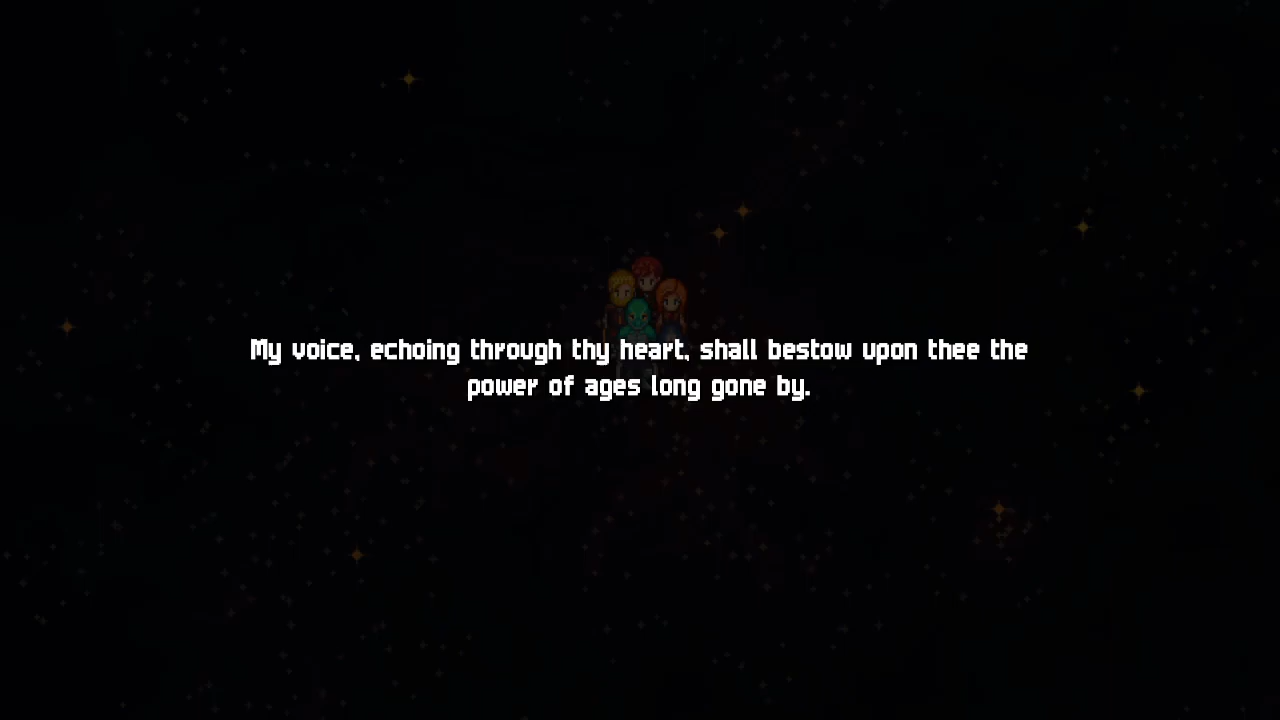 My voice, echoing through thy heart, shall bestow upon thee the
power of ages long gone by.